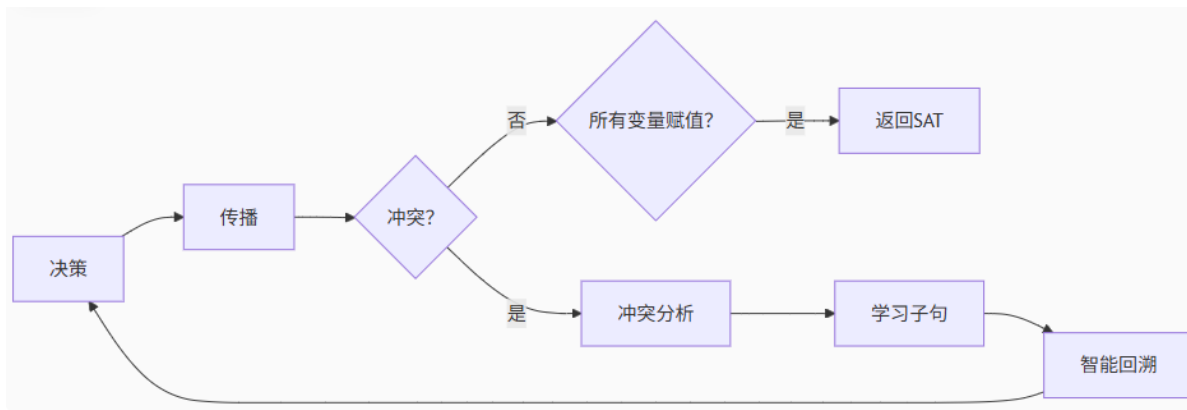 决策
传播
冲突?
否
是
所有变量赋值?
是
返回SAT
冲突分析
学习子句
智能回溯